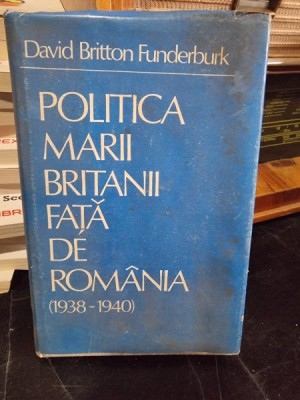 David Britton Funderburk
POLITICA
MARII
BRITANII
FAȚĂ
DE
ROMÂNIA
(1938-1940)